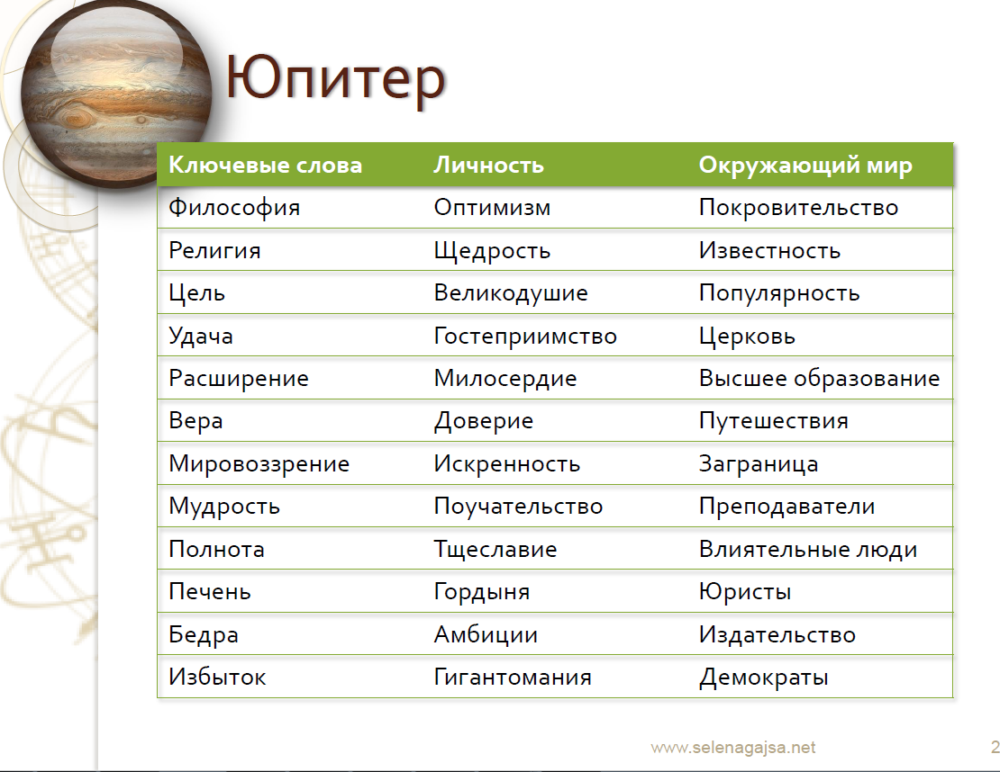 Юпитер
Ключевые слова Личность Окружающий мир
Философия Оптимизм Покровительство
Религия Щедрость Известность
Цель Великодушие Популярность
Удача Гостеприимство Церковь
Расширение Милосердие Высшее образование
Вера Доверие Путешествия
Мировоззрение Искренность Заграница
Мудрость Поучательство Преподаватели
Полнота Тщеславие Влиятельные люди
Печень Гордыня Юристы
Бедра Амбиции Издательство
Избыток Гигантомания Демократы
www.selenagajsa.net 2